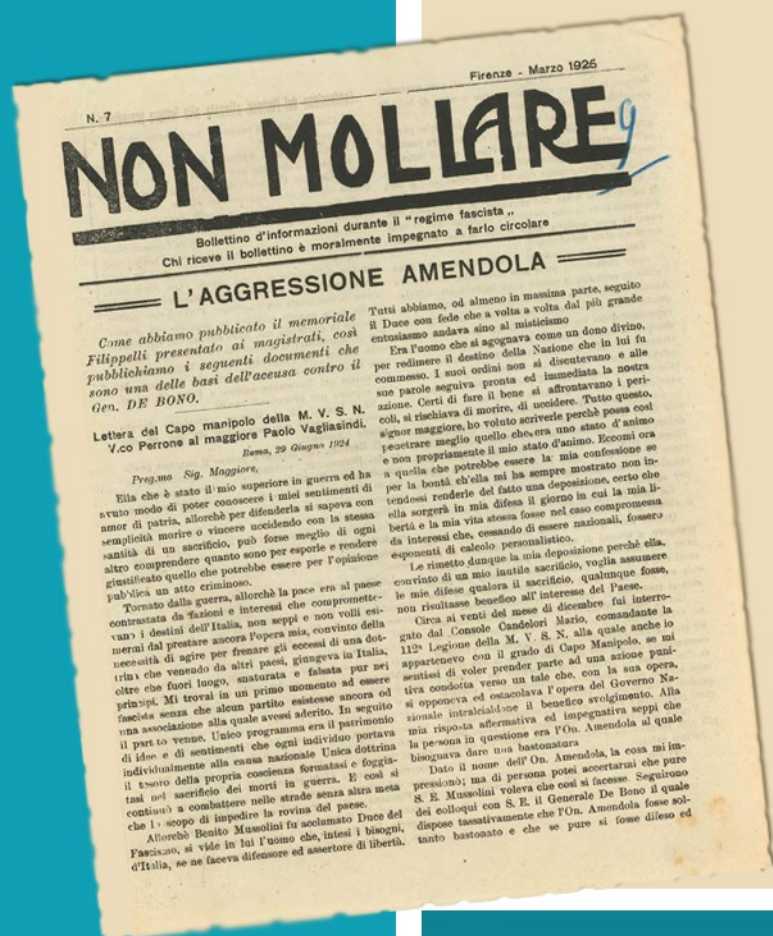 N. 7
Firenze - Marzo 1925
NON MOLLARE
9
Bollettino d'informazioni durante il "regime fascista „
Chi riceve il bollettino è moralmente impegnato a farlo circolare
L'AGGRESSIONE AMENDOLA
Come abbiamo pubblicato il memoriale
Filippelli presentato ai magistrati, così
pubblichiamo i seguenti documenti che
sono una delle basi dell'accusa contro il
Gen. DE BONO.
Lettera del Capo manipolo della M. V. S. N.
V.co Perrone al maggiore Paolo Vagliasindi.
Roma, 29 Giugno 1924
Preg.mo Sig. Maggiore,
Ella che è stato il mio superiore in guerra ed ha
avuto modo di poter conoscere i miei sentimenti di
amor di patria, allorchè per difenderla si sapeva con
semplicità morire o vincere uccidendo con la stessa
santità di un sacrificio, può forse meglio di ogni
altro comprendere quanto sono per esporle e rendere
giustificato quello che potrebbe essere per l'opinione
pubblica un atto criminoso.
Tornato dalla guerra, allorchè la pace era al paese
contrastata da fazioni e interessi che compromette-
vano i destini dell'Italia, non seppi e non volli esi-
mermi dal prestare ancora l'opera mia, convinto della
necessità di agire per frenare gli eccessi di una dot-
trina che venendo da altri paesi, giungeva in Italia,
oltre che fuori luogo, snaturata e falsata pur nei
principi. Mi trovai in un primo momento ad essere
fascista senza che alcun partito esistesse ancora od
una associazione alla quale avessi aderito. In seguito
il partito venne. Unico programma era il patrimonio
di idee e di sentimenti che ogni individuo portava
individualmente alla causa nazionale Unica dottrina
il tesoro della propria coscienza formatasi e foggia-
tasi nel sacrificio dei morti in guerra. E così si
continuò a combattere nelle strade senza altra meta
che lo scopo di impedire la rovina del paese.
Allorchè Benito Mussolini fu acclamato Duce del
Fascismo, si vide in lui l'uomo che, intesi i bisogni,
d'Italia, se ne faceva difensore ed assertore di libertà.
Tutti abbiamo, od almeno in massima parte, seguito
il Duce con fede che a volta a volta dal più grande
entusiasmo andava sino al misticismo
Era l'uomo che si agognava come un dono divino,
per redimere il destino della Nazione che in lui fu
commesso. I suoi ordini non si discutevano e alle
sue parole seguiva pronta ed immediata la nostra
azione. Certi di fare il bene si affrontavano i peri-
coli, si rischiava di morire, di uccidere. Tutto questo,
signor maggiore, ho voluto scriverle perchè possa così
penetrare meglio quello che era uno stato d'animo
e non propriamente il mio stato d'animo. Eccomi ora
a quella che potrebbe essere la mia confessione se
per la bontà ch'ella mi ha sempre mostrato non in-
tendessi renderle del fatto una deposizione, certo che
ella sorgerà in mia difesa il giorno in cui la mia li-
bertà e la mia vita stessa fosse nel caso compromessa
da interessi che, cessando di essere nazionali, fossero
esponenti di calcolo personalistico.
Le rimetto dunque la mia deposizione perchè ella,
convinto di un mio inutile sacrificio, voglia assumere
le mie difese qualora il sacrificio, qualunque fosse,
non risultasse benefico all'interesse del Paese.
Circa ai venti del mese di dicembre fui interro-
gato dal Console Candelori Mario, comandante la
112ª Legione della M. V. S. N. alla quale anche io
appartenevo con il grado di Capo Manipolo, se mi
sentissi di voler prender parte ad una azione puni-
tiva condotta verso un tale che, con la sua opera,
si opponeva ed ostacolava l'opera del Governo Na-
zionale intralciandone il benefico svolgimento. Alla
mia risposta affermativa ed impegnativa seppi che
la persona in questione era l'On. Amendola al quale
bisognava dare una bastonatura
Dato il nome dell'On. Amendola, la cosa mi im-
pressionò; ma di persona potei accertarmi che pure
S. E. Mussolini voleva che così si facesse. Seguirono
dei colloqui con S. E. il Generale De Bono il quale
dispose tassativamente che l'On. Amendola fosse sol-
tanto bastonato e che se pure si fosse difeso ed